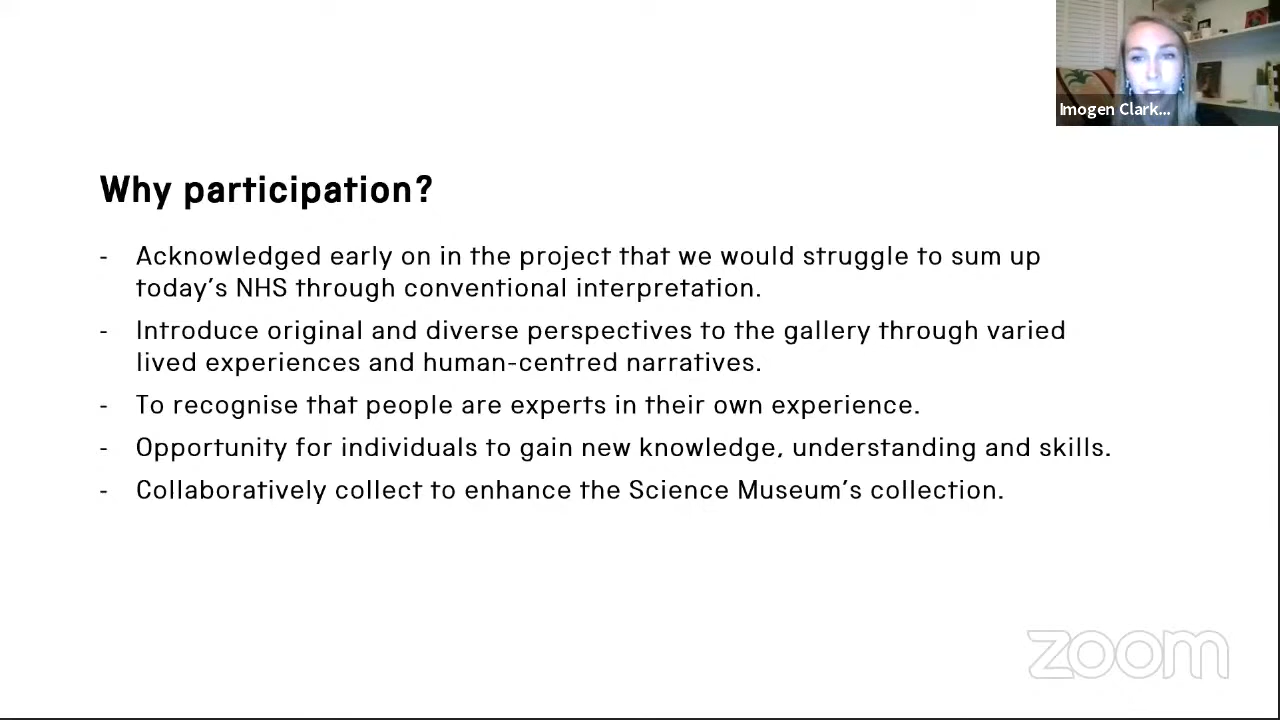 Imogen Clark...
Why participation?
- Acknowledged early on in the project that we would struggle to sum up
today's NHS through conventional interpretation.
- Introduce original and diverse perspectives to the gallery through varied
lived experiences and human-centred narratives.
- To recognise that people are experts in their own experience.
- Opportunity for individuals to gain new knowledge, understanding and skills.
- Collaboratively collect to enhance the Science Museum's collection.
zoom